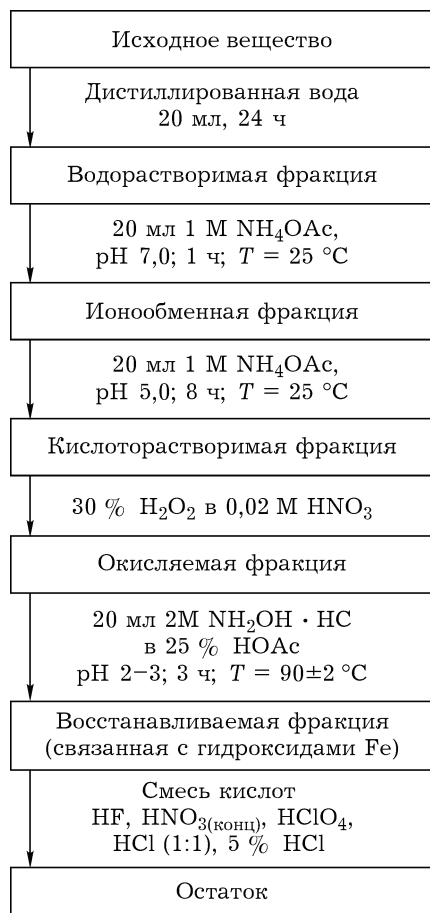 Исходное вещество
Дистиллированная вода
20 мл, 24 ч
Водорастворимая фракция
20 мл 1 М NH₄OAc,
pH 7,0; 1 ч; T = 25 °C
Ионообменная фракция
20 мл 1 М NH₄OAc,
pH 5,0; 8 ч; T = 25 °C
Кислоторастворимая фракция
30 % H₂O₂ в 0,02 М HNO₃
Окисляемая фракция
20 мл 2М NH₂OH · HC
в 25 % HOAc
pH 2–3; 3 ч; T = 90±2 °C
Восстанавливаемая фракция
(связанная с гидроксидами Fe)
Смесь кислот
HF, HNO₃(конц), HClO₄,
HCl (1:1), 5 % HCl
Остаток